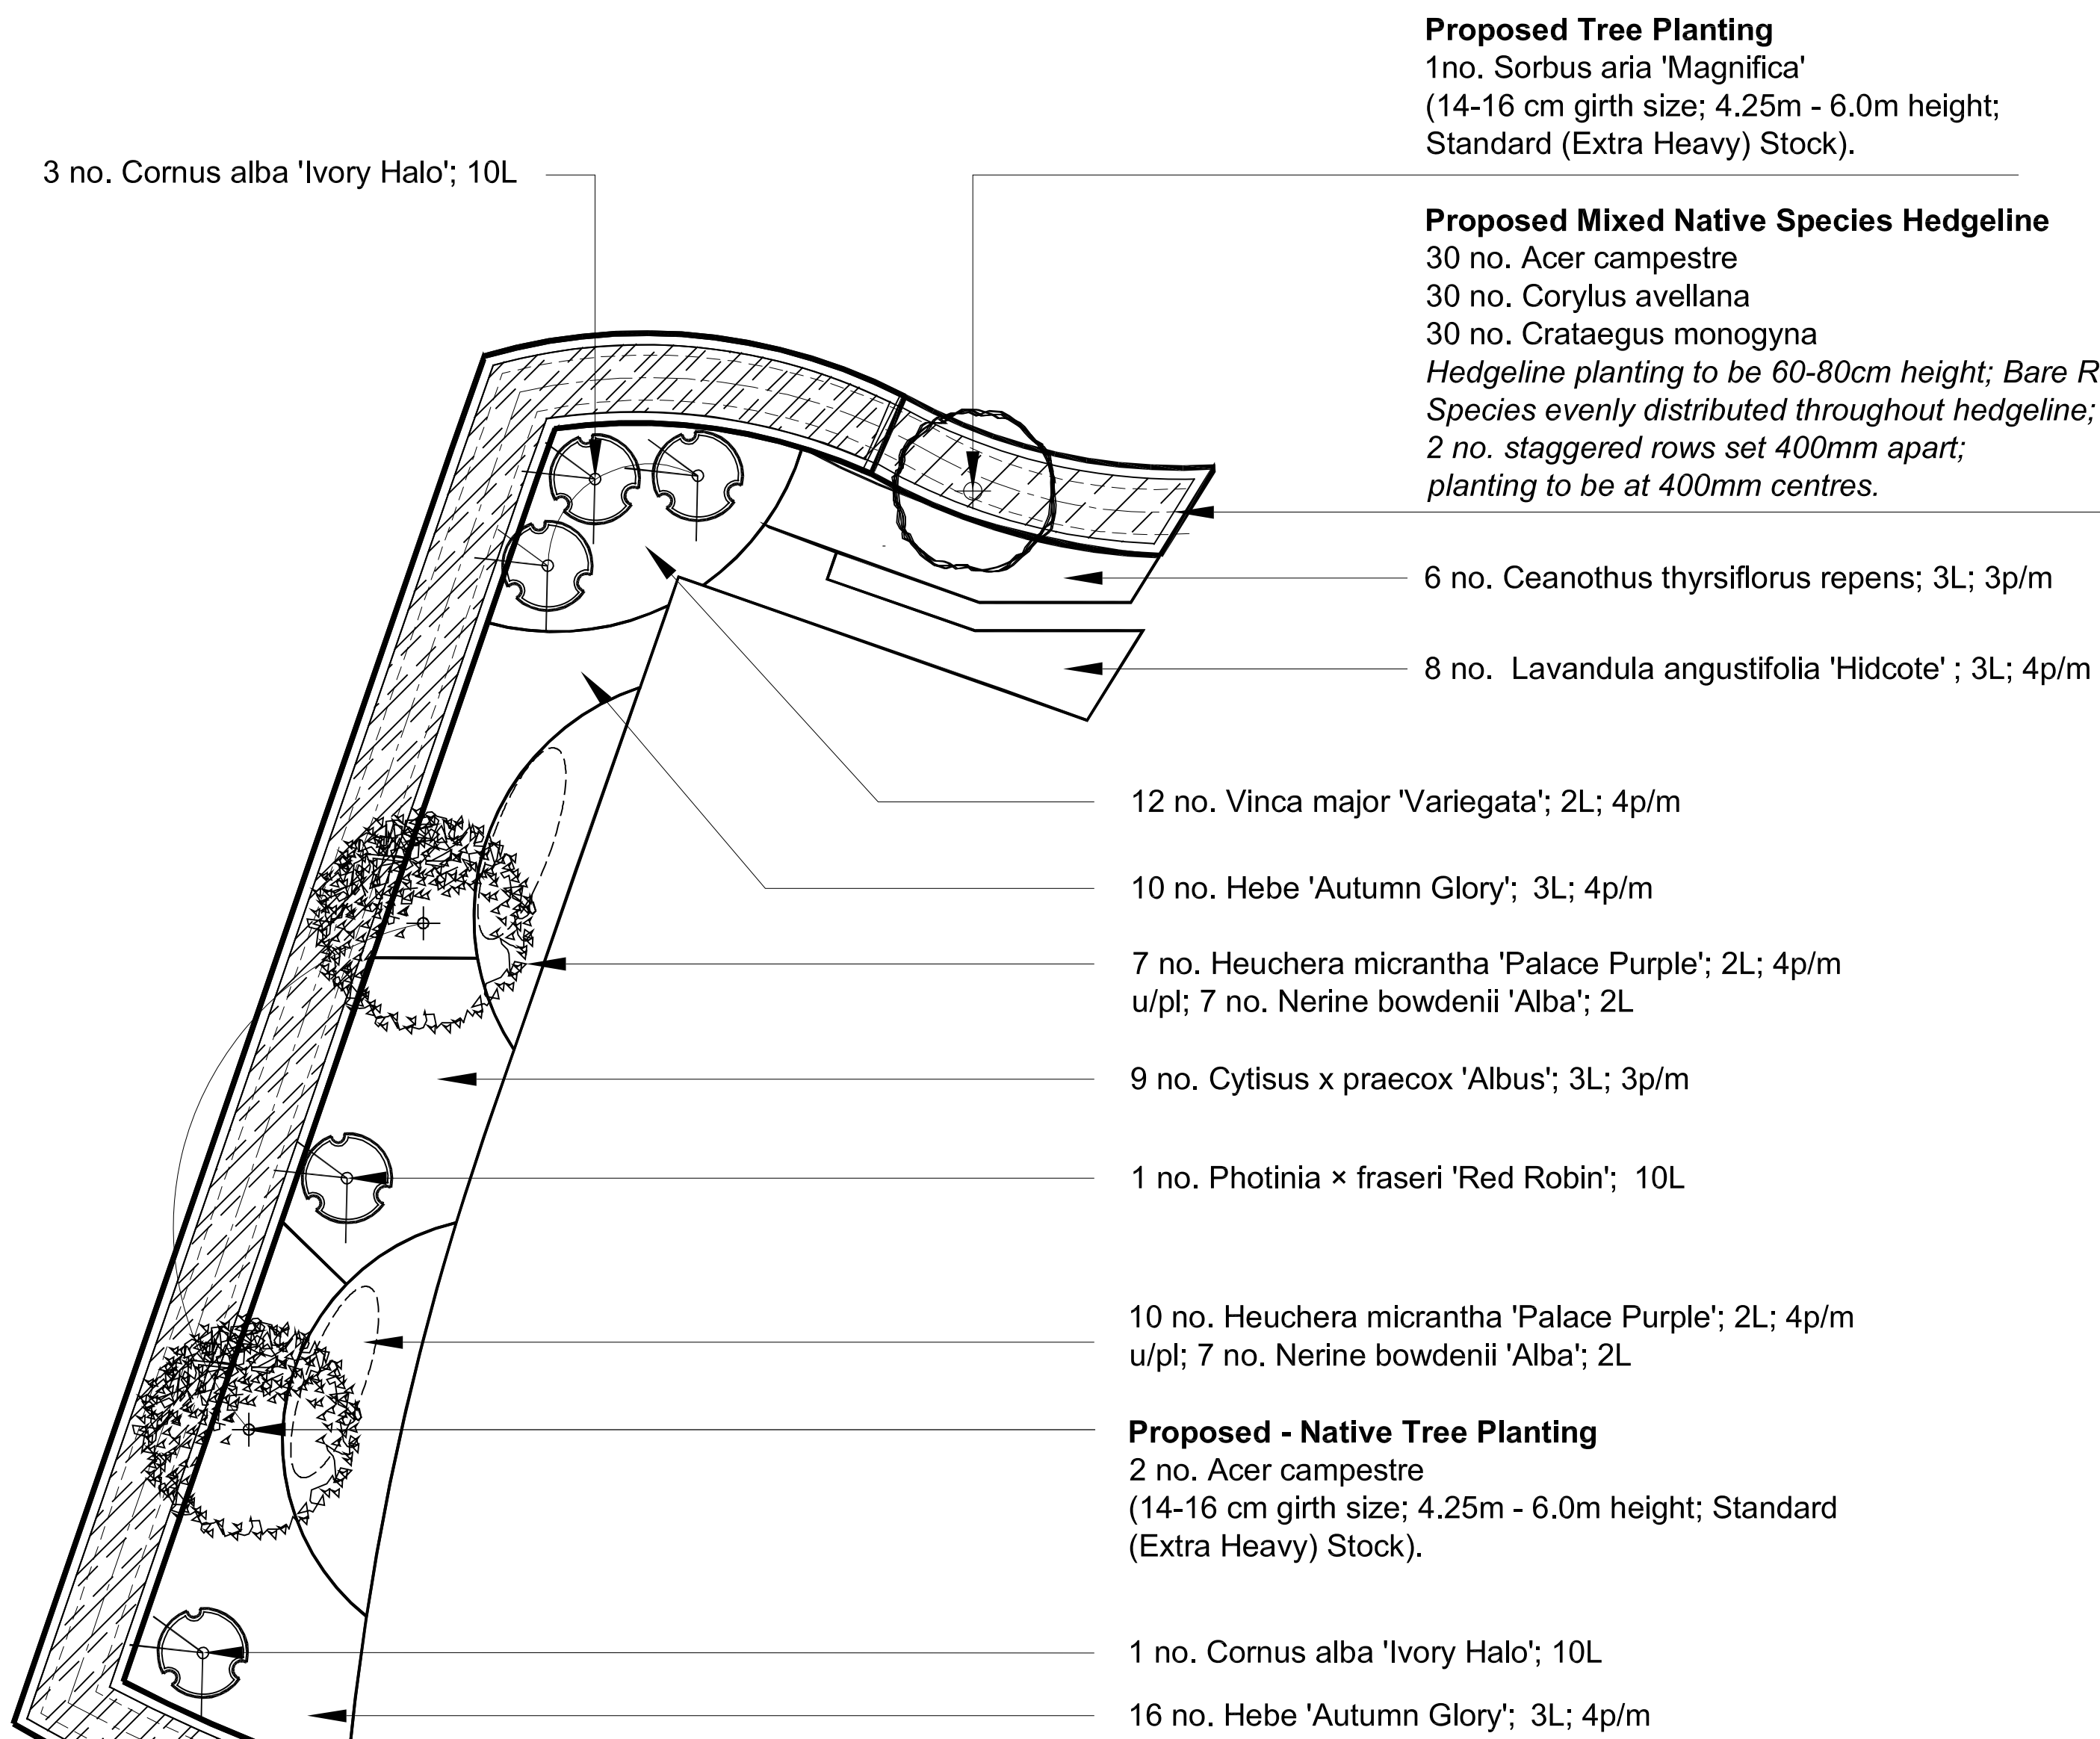 Proposed Tree Planting
1no. Sorbus aria 'Magnifica'
(14-16 cm girth size; 4.25m - 6.0m height;
Standard (Extra Heavy) Stock).
3 no. Cornus alba 'Ivory Halo'; 10L
Proposed Mixed Native Species Hedgeline
30 no. Acer campestre
30 no. Corylus avellana
30 no. Crataegus monogyna
Hedgeline planting to be 60-80cm height; Bare R
Species evenly distributed throughout hedgeline;
2 no. staggered rows set 400mm apart;
planting to be at 400mm centres.
6 no. Ceanothus thyrsiflorus repens; 3L; 3p/m
8 no. Lavandula angustifolia 'Hidcote' ; 3L; 4p/m
12 no. Vinca major 'Variegata'; 2L; 4p/m
10 no. Hebe 'Autumn Glory'; 3L; 4p/m
7 no. Heuchera micrantha 'Palace Purple'; 2L; 4p/m
u/pl; 7 no. Nerine bowdenii 'Alba'; 2L
9 no. Cytisus x praecox 'Albus'; 3L; 3p/m
1 no. Photinia × fraseri 'Red Robin'; 10L
10 no. Heuchera micrantha 'Palace Purple'; 2L; 4p/m
u/pl; 7 no. Nerine bowdenii 'Alba'; 2L
Proposed - Native Tree Planting
2 no. Acer campestre
(14-16 cm girth size; 4.25m - 6.0m height; Standard
(Extra Heavy) Stock).
1 no. Cornus alba 'Ivory Halo'; 10L
16 no. Hebe 'Autumn Glory'; 3L; 4p/m